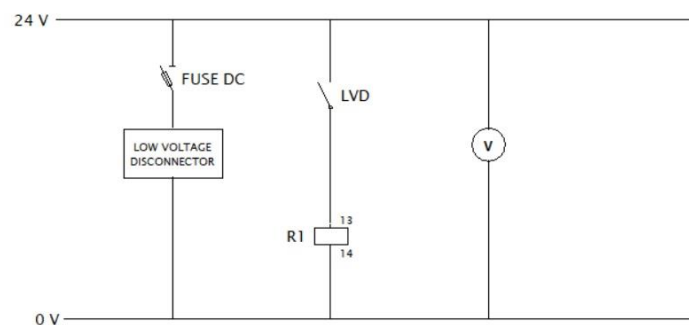 24 V
FUSE DC
LVD
LOW VOLTAGE
DISCONNECTOR
V
13
R1
14
0 V